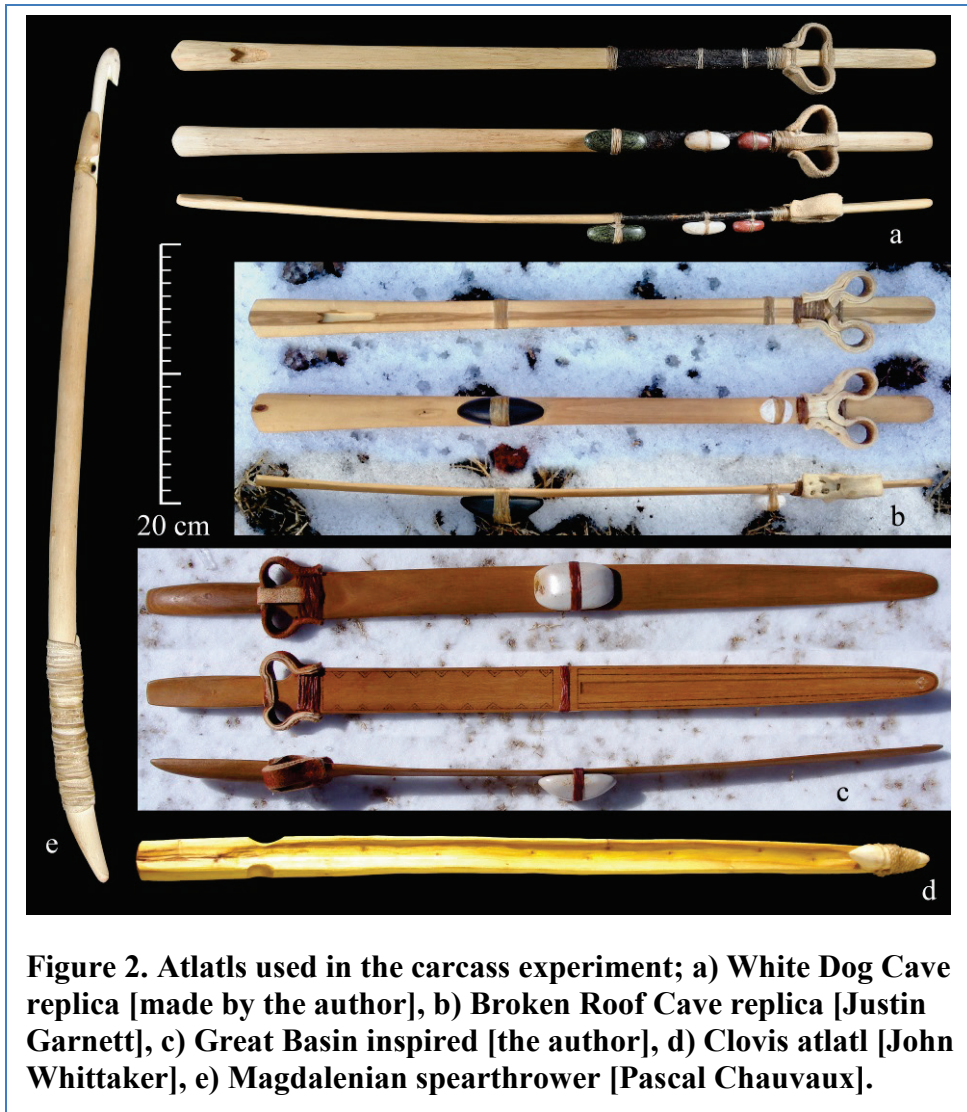 a
b
20 cm
c
e
d
Figure 2. Atlatls used in the carcass experiment; a) White Dog Cave
replica [made by the author], b) Broken Roof Cave replica [Justin
Garnett], c) Great Basin inspired [the author], d) Clovis atlatl [John
Whittaker], e) Magdalenian spearthrower [Pascal Chauvaux].